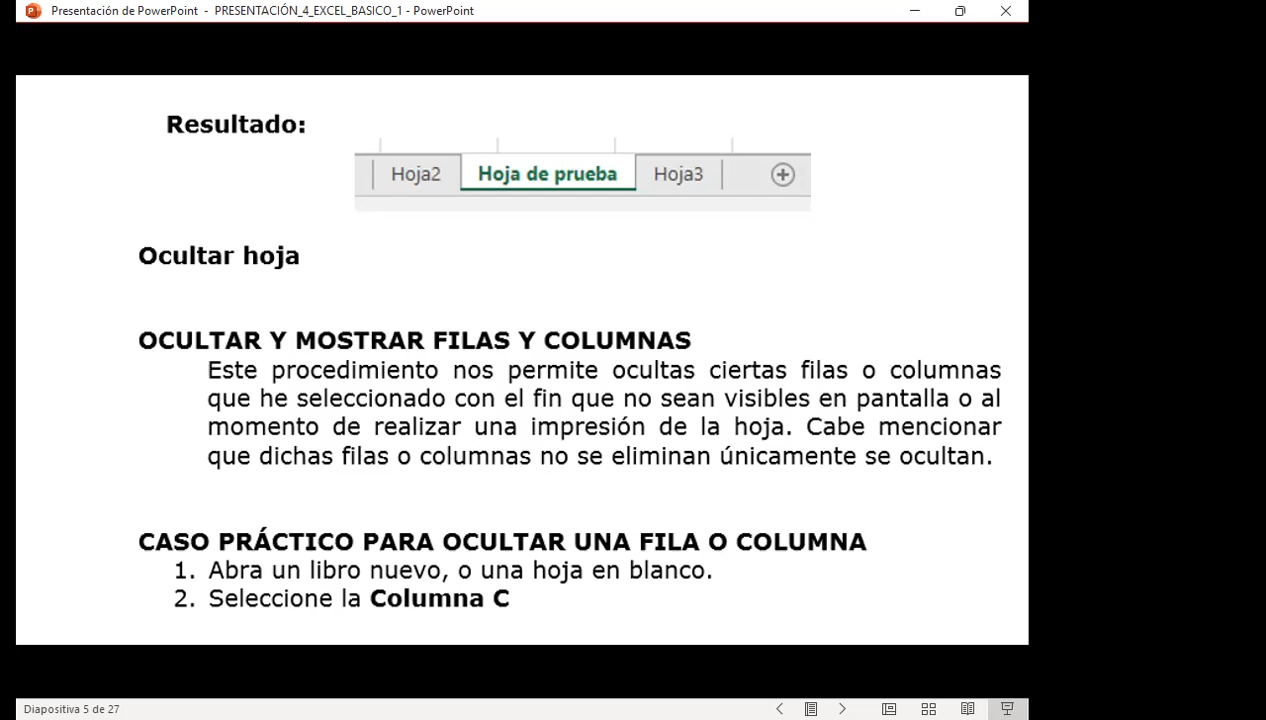 Presentación de PowerPoint - PRESENTACIÓN_4_EXCEL_BASICO_1 - PowerPoint
Resultado:
Hoja2 Hoja de prueba Hoja3
Ocultar hoja
OCULTAR Y MOSTRAR FILAS Y COLUMNAS
Este procedimiento nos permite ocultas ciertas filas o columnas
que he seleccionado con el fin que no sean visibles en pantalla o al
momento de realizar una impresión de la hoja. Cabe mencionar
que dichas filas o columnas no se eliminan únicamente se ocultan.
CASO PRÁCTICO PARA OCULTAR UNA FILA O COLUMNA
1. Abra un libro nuevo, o una hoja en blanco.
2. Seleccione la Columna C
Diapositiva 5 de 27